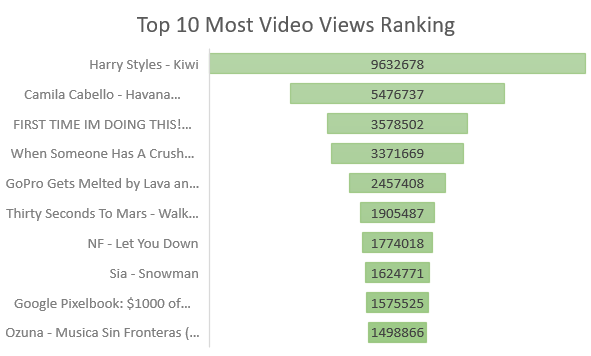 Top 10 Most Video Views Ranking
Harry Styles - Kiwi 9632678
Camila Cabello - Havana... 5476737
FIRST TIME IM DOING THIS!... 3578502
When Someone Has A Crush... 3371669
GoPro Gets Melted by Lava an... 2457408
Thirty Seconds To Mars - Walk... 1905487
NF - Let You Down 1774018
Sia - Snowman 1624771
Google Pixelbook: $1000 of... 1575525
Ozuna - Musica Sin Fronteras (... 1498866